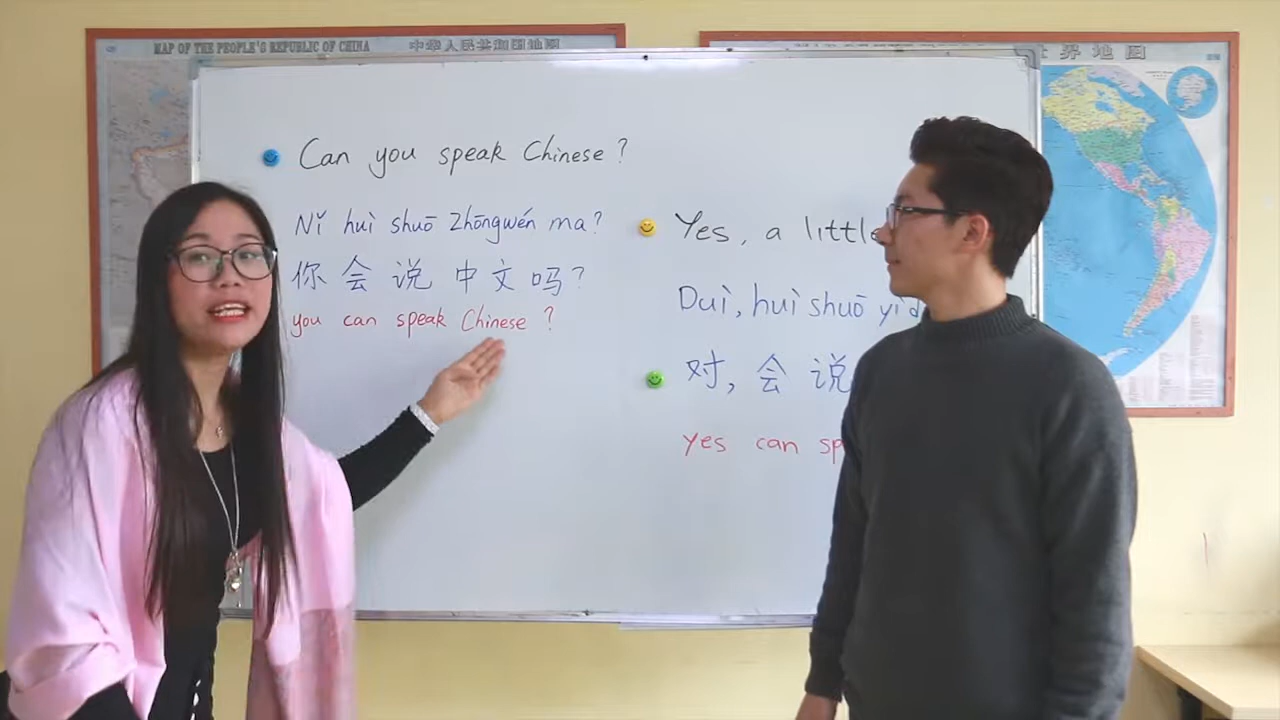 MAP OF THE PEOPLE'S REPUBLIC OF CHINA
中华人民共和国地图
世界地图
Can you speak Chinese?
Nǐ huì shuō Zhōngwén ma?
你会说中文吗?
you can speak Chinese?
Yes, a little
Duì, huì shuō yì d
对, 会说
yes can sp